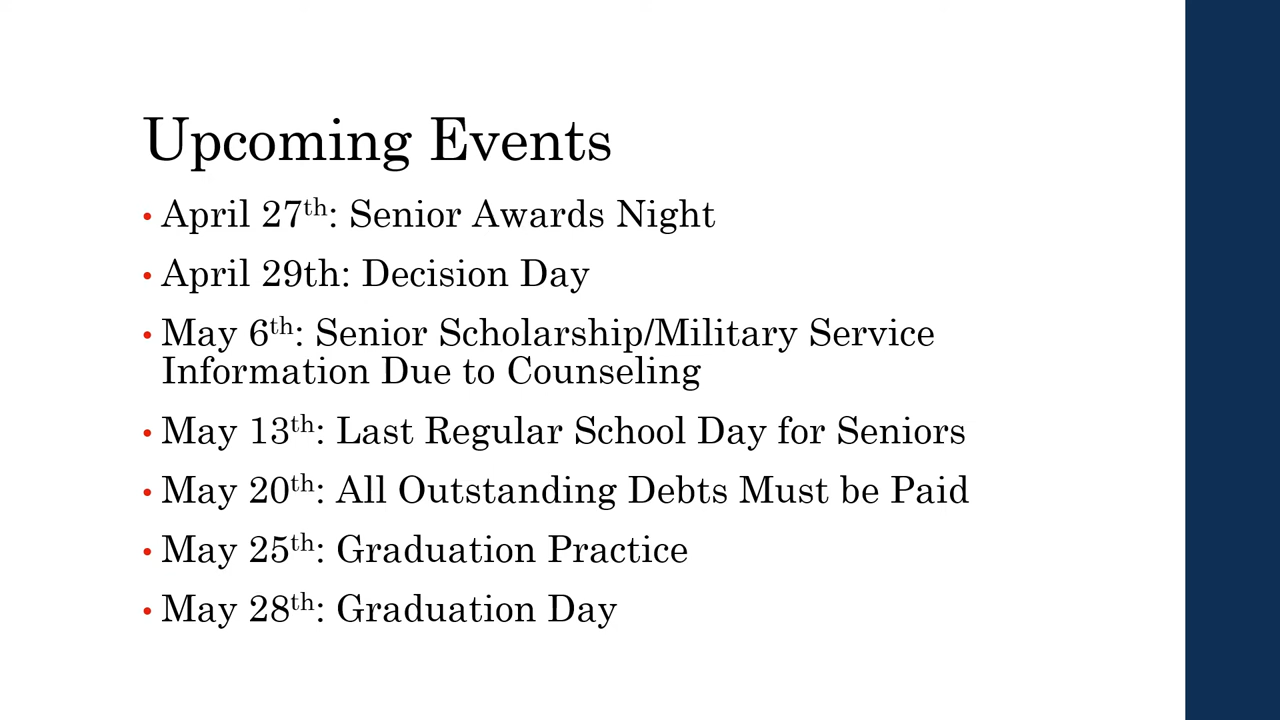 Upcoming Events
• April 27th: Senior Awards Night
• April 29th: Decision Day
• May 6th: Senior Scholarship/Military Service
Information Due to Counseling
• May 13th: Last Regular School Day for Seniors
• May 20th: All Outstanding Debts Must be Paid
• May 25th: Graduation Practice
• May 28th: Graduation Day